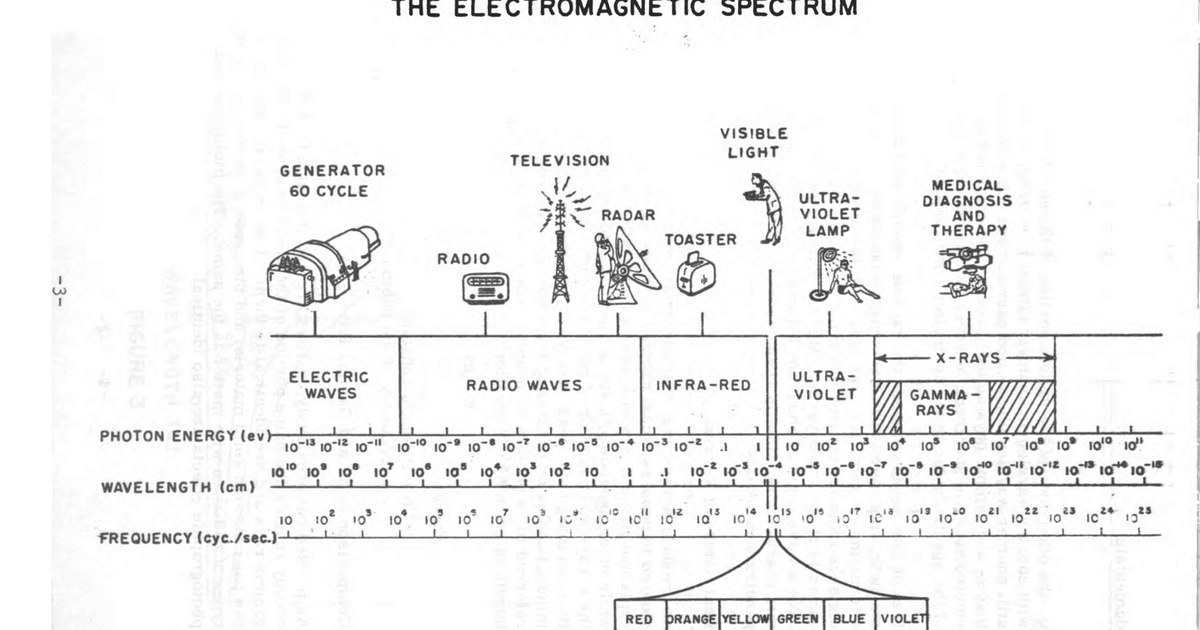 THE ELECTROMAGNETIC SPECTRUM
VISIBLE
LIGHT
TELEVISION
GENERATOR
60 CYCLE
ULTRA-
VIOLET
LAMP
MEDICAL
DIAGNOSIS
AND
THERAPY
RADAR
TOASTER
RADIO
-3-
X-RAYS
ELECTRIC
WAVES
RADIO WAVES
INFRA-RED
ULTRA-
VIOLET
GAMMA-
RAYS
PHOTON ENERGY (ev) 10⁻¹³ 10⁻¹² 10⁻¹¹ 10⁻¹⁰ 10⁻⁹ 10⁻⁸ 10⁻⁷ 10⁻⁶ 10⁻⁵ 10⁻⁴ 10⁻³ 10⁻² .1 10 10² 10³ 10⁴ 10⁵ 10⁶ 10⁷ 10⁸ 10⁹ 10¹⁰ 10¹¹
10¹⁰ 10⁹ 10⁸ 10⁷ 10⁶ 10⁵ 10⁴ 10³ 10² 10 1 .1 10⁻² 10⁻³ 10⁻⁴ 10⁻⁵ 10⁻⁶ 10⁻⁷ 10⁻⁸ 10⁻⁹ 10⁻¹⁰ 10⁻¹¹ 10⁻¹² 10⁻¹³ 10⁻¹⁴ 10⁻¹⁵
WAVELENGTH (cm)
10 10² 10³ 10⁴ 10⁵ 10⁶ 10⁷ 10⁸ 10⁹ 10¹⁰ 10¹¹ 10¹² 10¹³ 10¹⁴ 10¹⁵ 10¹⁶ 10¹⁷ 10¹⁸ 10¹⁹ 10²⁰ 10²¹ 10²² 10²³ 10²⁴ 10²⁵
FREQUENCY (cyc./sec.)
RED ORANGE YELLOW GREEN BLUE VIOLET